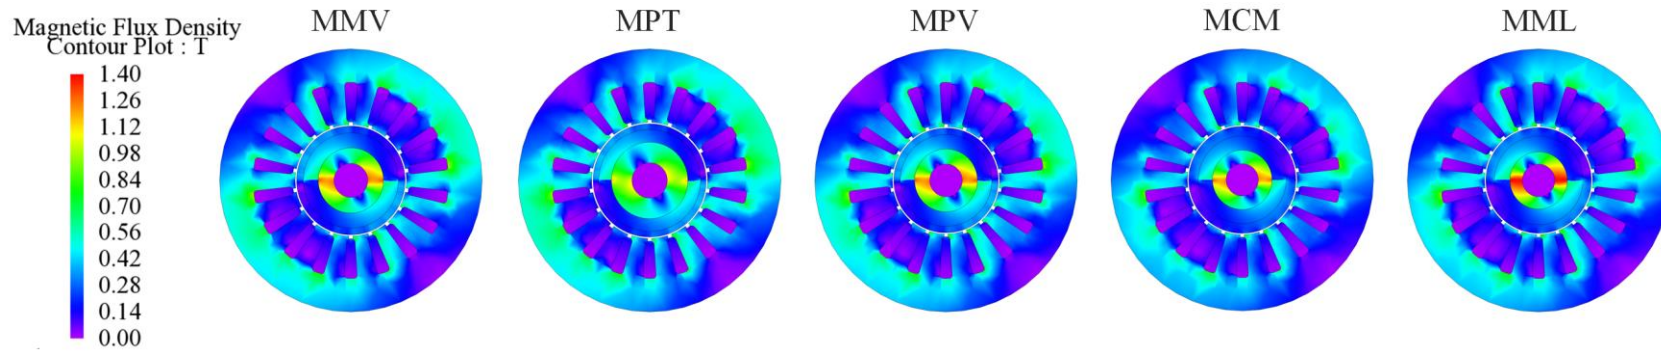 Magnetic Flux Density
Contour Plot : T
MMV
MPT
MPV
MCM
MML
1.40
1.26
1.12
0.98
0.84
0.70
0.56
0.42
0.28
0.14
0.00